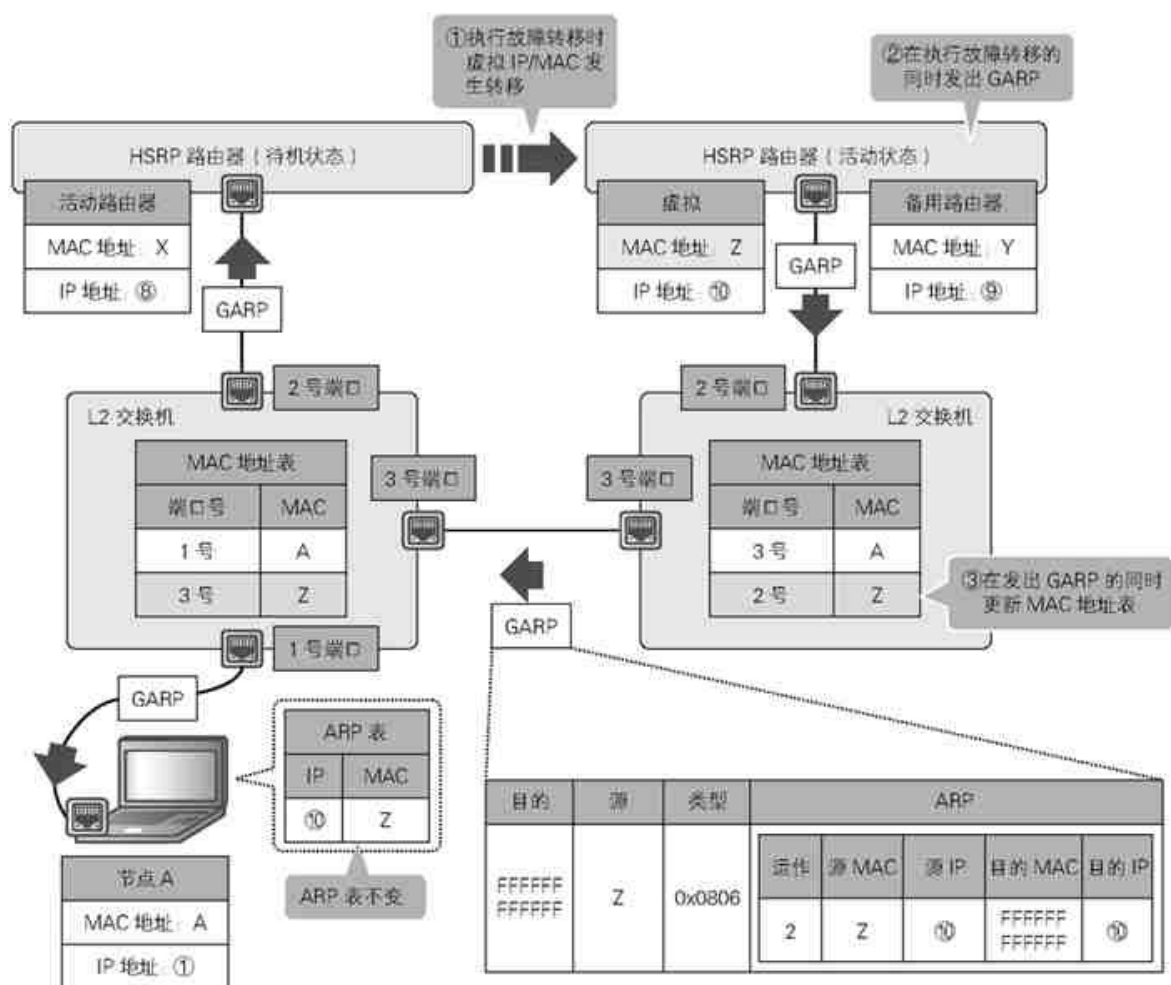 ①执行故障转移时
虚拟 IP/MAC 发
生转移
②在执行故障转移的
同时发出 GARP
HSRP 路由器（待机状态）
HSRP 路由器（活动状态）
活动路由器
MAC 地址：X
IP 地址：⑧
GARP
虚拟
MAC 地址：Z
IP 地址：⑩
GARP
备用路由器
MAC 地址：Y
IP 地址：⑨
2 号端口
L2 交换机
MAC 地址表
端口号 MAC
1 号 A
3 号 Z
3 号端口
1 号端口
2 号端口
L2 交换机
3 号端口
MAC 地址表
端口号 MAC
3 号 A
2 号 Z
③在发出 GARP 的同时
更新 MAC 地址表
GARP
GARP
ARP 表
IP MAC
⑩ Z
ARP 表不变
节点 A
MAC 地址：A
IP 地址：①
目的 源 类型 ARP
FFFFFF
FFFFFF
Z 0x0806
运作 源 MAC 源 IP 目的 MAC 目的 IP
2 Z ⑩ FFFFFF
FFFFFF ⑩